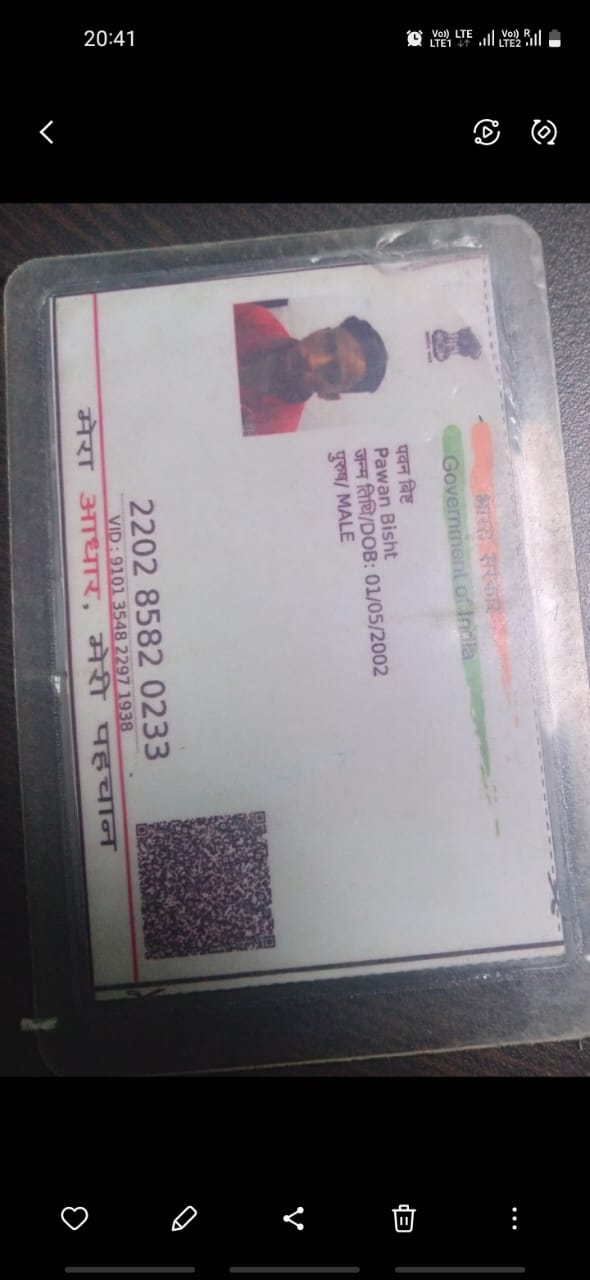 20:41
Vo) LTE
LTE1
Vo) R
LTE2
भारत सरकार
Government of India
पवन बिष्ट
Pawan Bisht
जन्म तिथि/DOB: 01/05/2002
पुरुष/ MALE
2202 8582 0233
VID: 9101 3548 2297 1938
मेरा आधार, मेरी पहचान